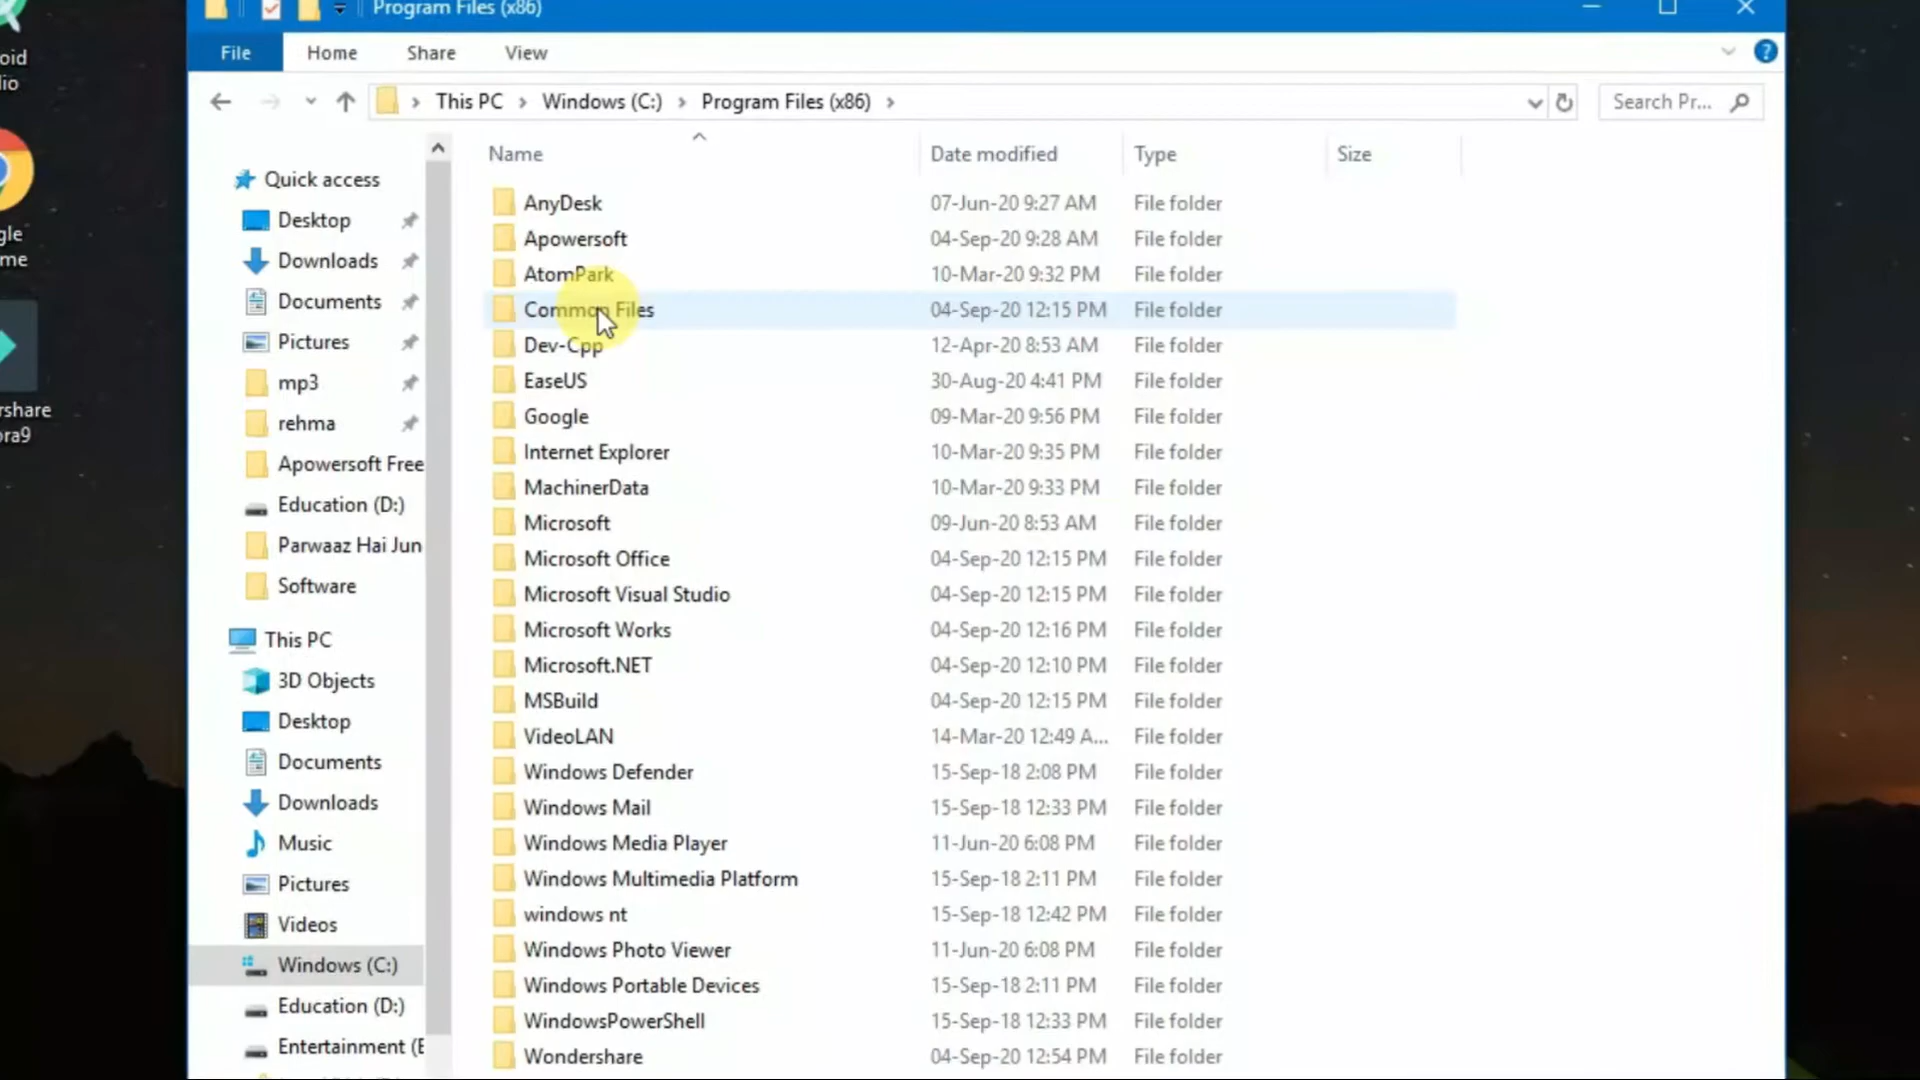 Program Files (x86)
File Home Share View
This PC Windows (C:) Program Files (x86) Search Pr...
Name Date modified Type Size
Quick access
Desktop
Downloads
Documents
Pictures
mp3
rehma
Apowersoft Free
Education (D:)
Parwaaz Hai Jun
Software
This PC
3D Objects
Desktop
Documents
Downloads
Music
Pictures
Videos
Windows (C:)
Education (D:)
Entertainment (E
AnyDesk 07-Jun-20 9:27 AM File folder
Apowersoft 04-Sep-20 9:28 AM File folder
AtomPark 10-Mar-20 9:32 PM File folder
Common Files 04-Sep-20 12:15 PM File folder
Dev-Cpp 12-Apr-20 8:53 AM File folder
EaseUS 30-Aug-20 4:41 PM File folder
Google 09-Mar-20 9:56 PM File folder
Internet Explorer 10-Mar-20 9:35 PM File folder
MachinerData 10-Mar-20 9:33 PM File folder
Microsoft 09-Jun-20 8:53 AM File folder
Microsoft Office 04-Sep-20 12:15 PM File folder
Microsoft Visual Studio 04-Sep-20 12:15 PM File folder
Microsoft Works 04-Sep-20 12:16 PM File folder
Microsoft.NET 04-Sep-20 12:10 PM File folder
MSBuild 04-Sep-20 12:15 PM File folder
VideoLAN 14-Mar-20 12:49 A... File folder
Windows Defender 15-Sep-18 2:08 PM File folder
Windows Mail 15-Sep-18 12:33 PM File folder
Windows Media Player 11-Jun-20 6:08 PM File folder
Windows Multimedia Platform 15-Sep-18 2:11 PM File folder
windows nt 15-Sep-18 12:42 PM File folder
Windows Photo Viewer 11-Jun-20 6:08 PM File folder
Windows Portable Devices 15-Sep-18 2:11 PM File folder
WindowsPowerShell 15-Sep-18 12:33 PM File folder
Wondershare 04-Sep-20 12:54 PM File folder
oid
lio
gle
me
rshare
ora9